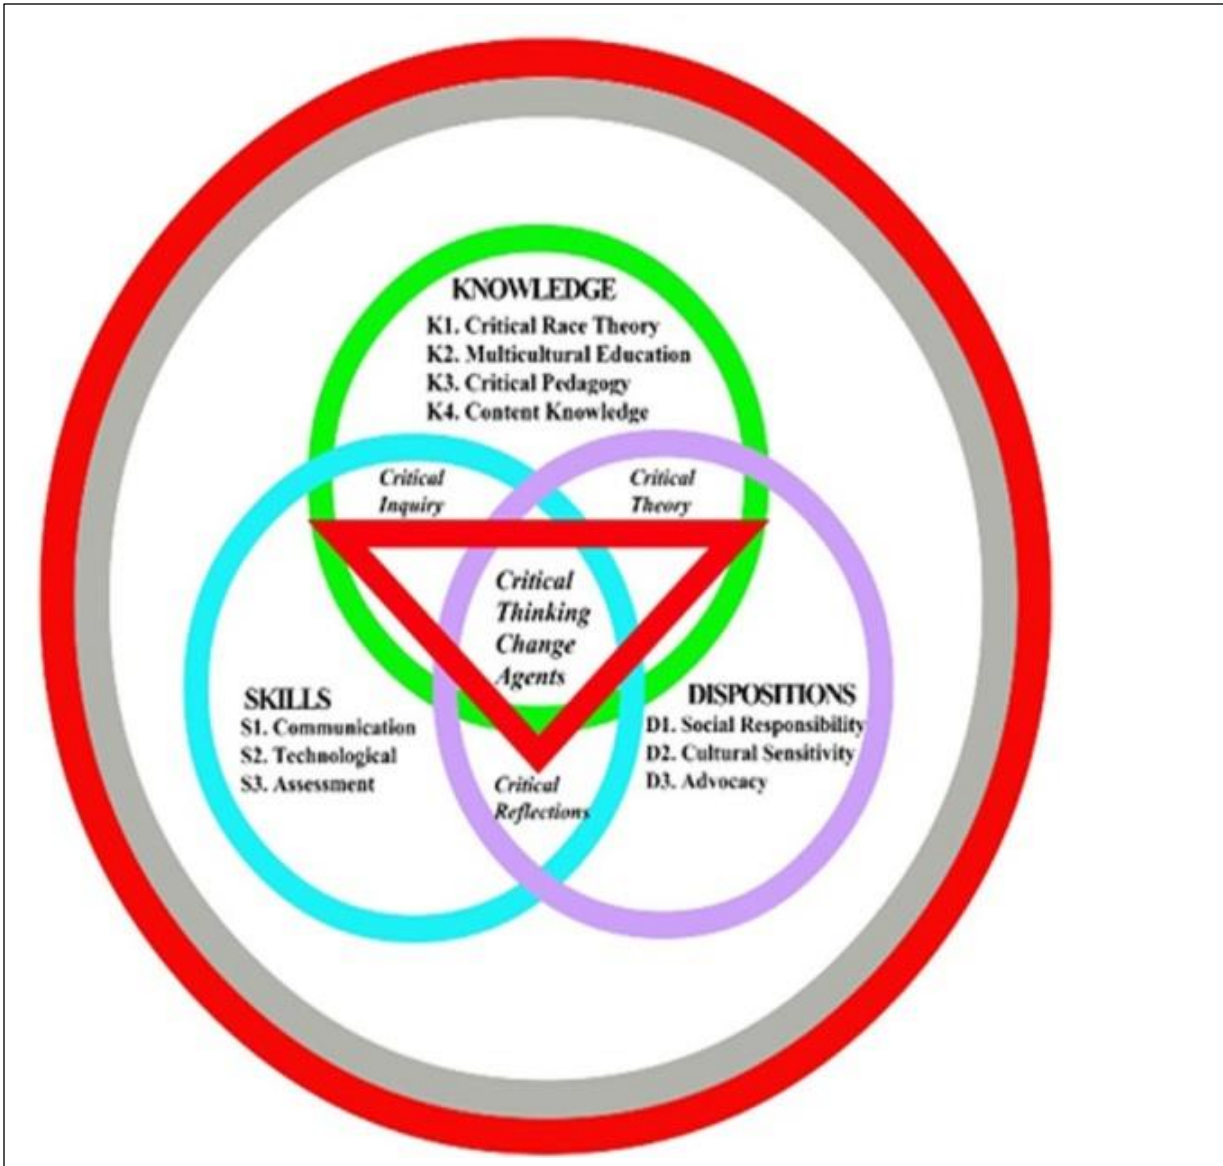 KNOWLEDGE
K1. Critical Race Theory
K2. Multicultural Education
K3. Critical Pedagogy
K4. Content Knowledge
Critical
Inquiry
Critical
Theory
Critical
Thinking
Change
Agents
SKILLS
S1. Communication
S2. Technological
S3. Assessment
DISPOSITIONS
D1. Social Responsibility
D2. Cultural Sensitivity
D3. Advocacy
Critical
Reflections